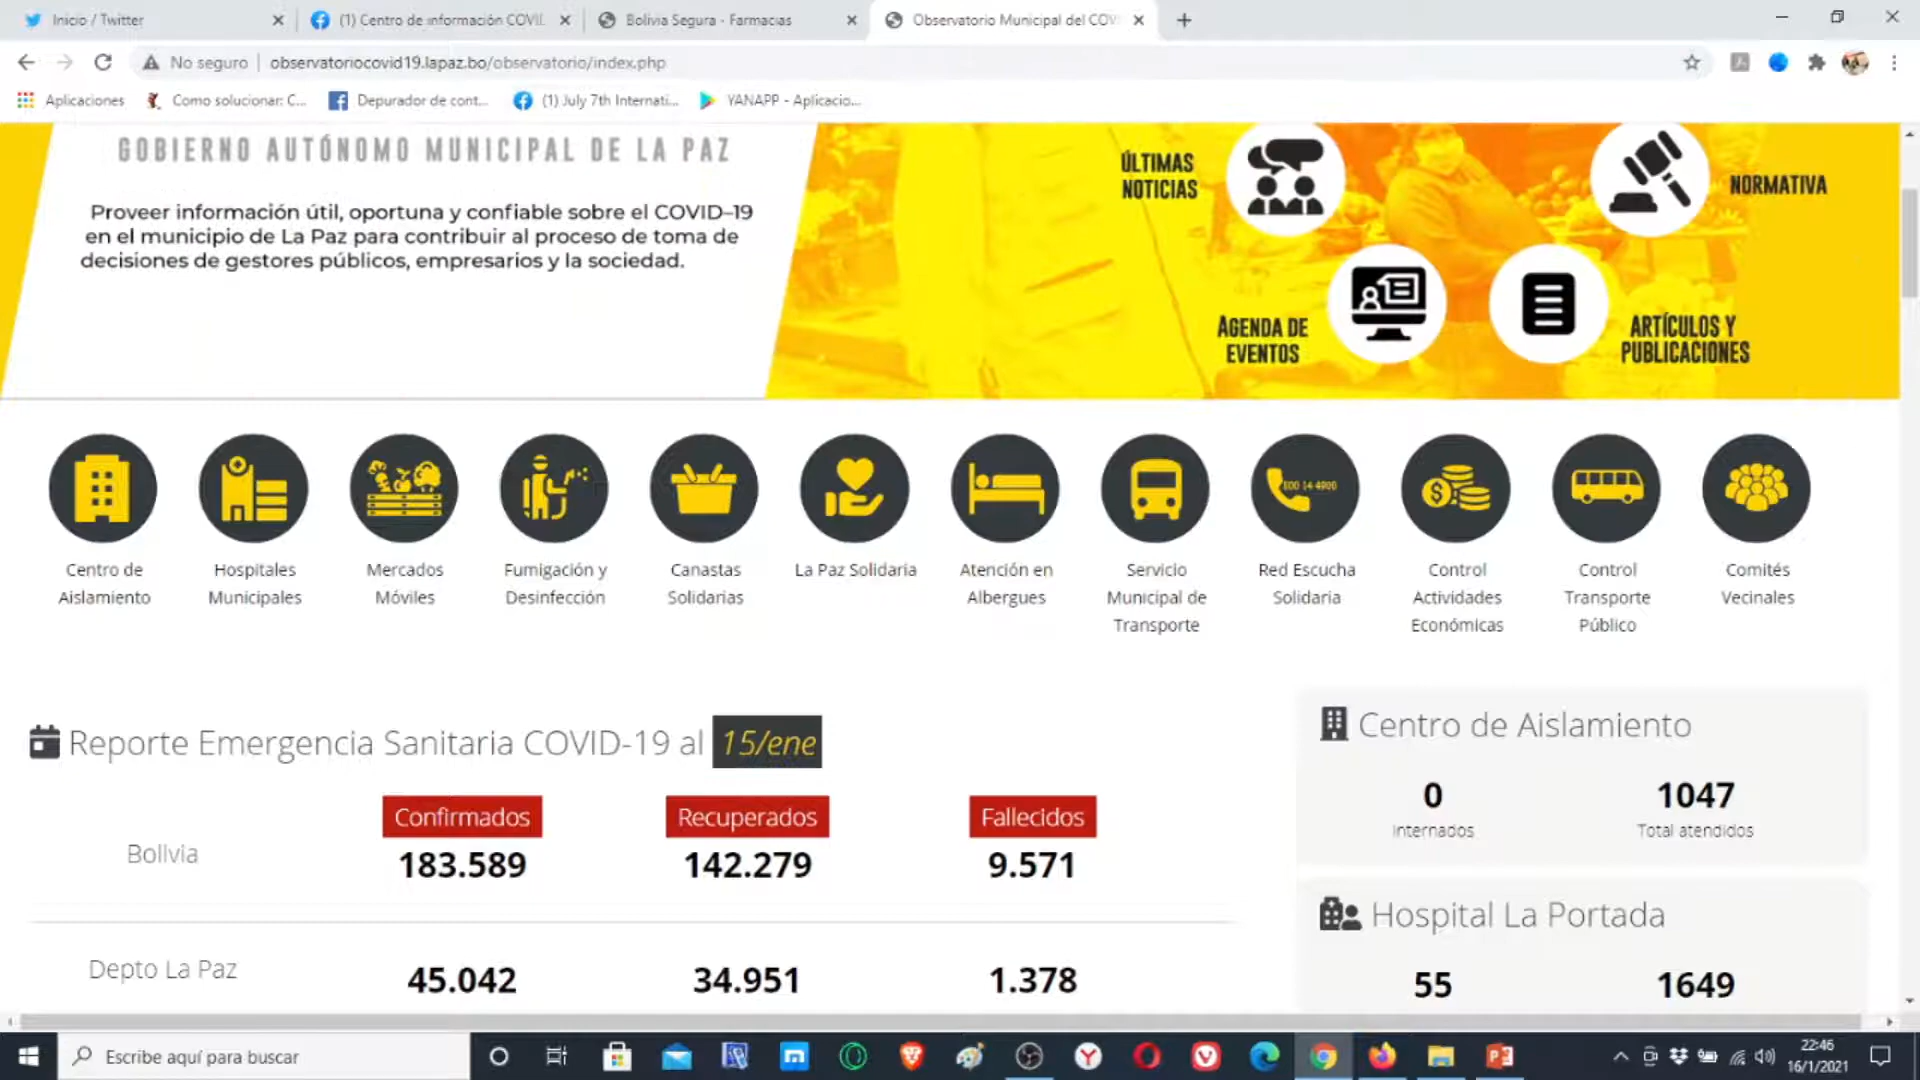 Inicio / Twitter
(1) Centro de información COVI
Bolivia Segura - Farmacias
Observatorio Municipal del COV
No seguro
observatoriocovid19.lapaz.bo/observatorio/index.php
Aplicaciones
Como solucionar: C...
Depurador de cont...
(1) July 7th Internati...
YANAPP - Aplicacio...
GOBIERNO AUTÓNOMO MUNICIPAL DE LA PAZ
Proveer información útil, oportuna y confiable sobre el COVID-19
en el municipio de La Paz para contribuir al proceso de toma de
decisiones de gestores públicos, empresarios y la sociedad.
ÚLTIMAS
NOTICIAS
NORMATIVA
AGENDA DE
EVENTOS
ARTÍCULOS Y
PUBLICACIONES
800 14 4900
Centro de
Aislamiento
Hospitales
Municipales
Mercados
Móviles
Fumigación y
Desinfección
Canastas
Solidarias
La Paz Solidaria
Atención en
Albergues
Servicio
Municipal de
Transporte
Red Escucha
Solidaria
Control
Actividades
Económicas
Control
Transporte
Público
Comités
Vecinales
Reporte Emergencia Sanitaria COVID-19 al 15/ene
Confirmados
Recuperados
Fallecidos
Bolivia
183.589
142.279
9.571
Depto La Paz
45.042
34.951
1.378
Centro de Aislamiento
0
1047
Internados
Total atendidos
Hospital La Portada
55
1649
Escribe aquí para buscar
22:46
16/1/2021